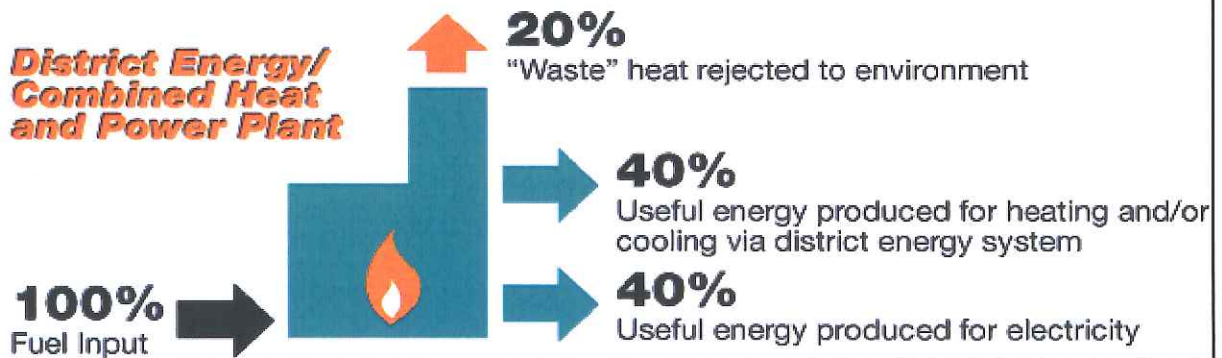 District Energy/
Combined Heat
and Power Plant
20%
"Waste" heat rejected to environment
40%
Useful energy produced for heating and/or
cooling via district energy system
40%
Useful energy produced for electricity
100%
Fuel Input